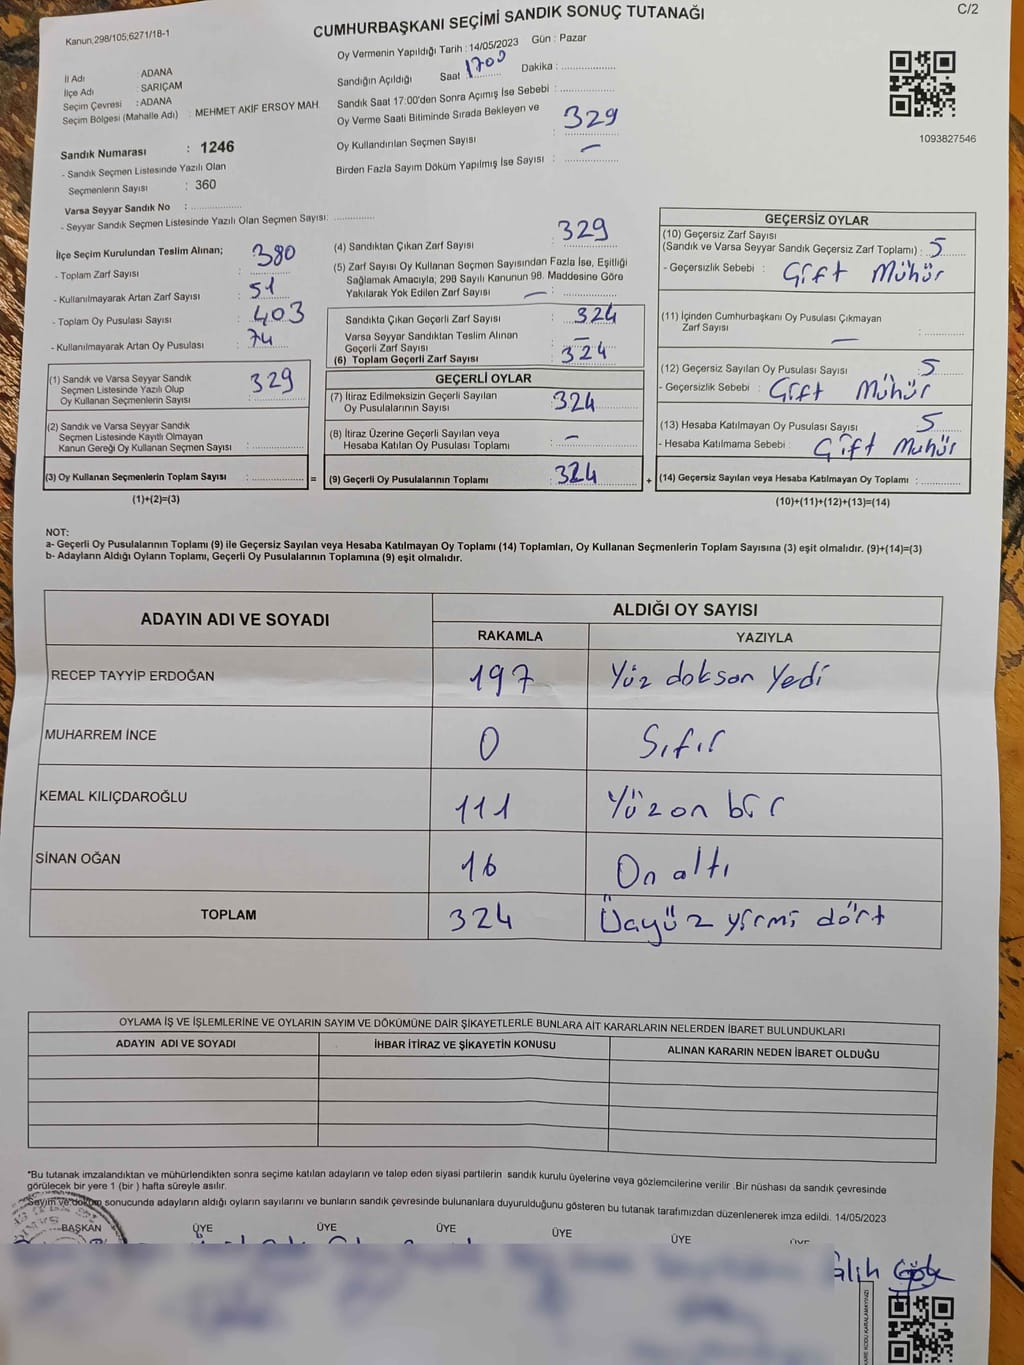 CUMHURBAŞKANI SEÇİMİ SANDIK SONUÇ TUTANAĞI
C/2
Kanun,298/105;6271/18-1
İl Adı : ADANA
İlçe Adı : SARIÇAM
Seçim Çevresi : ADANA
Seçim Bölgesi (Mahalle Adı) : MEHMET AKİF ERSOY MAH.
Sandık Numarası : 1246
- Sandık Seçmen Listesinde Yazılı Olan
Seçmenlerin Sayısı : 360
Varsa Seyyar Sandık No :
- Seyyar Sandık Seçmen Listesinde Yazılı Olan Seçmen Sayısı:
Oy Vermenin Yapıldığı Tarih : 14/05/2023 Gün : Pazar
Sandığın Açıldığı Saat 1700 Dakika :
Sandık Saat 17:00'den Sonra Açımış İse Sebebi :
Oy Verme Saati Bitiminde Sırada Bekleyen ve
Oy Kullandırılan Seçmen Sayısı : 329
Birden Fazla Sayım Döküm Yapılmış İse Sayısı : –
1093827546
İlçe Seçim Kurulundan Teslim Alınan;
- Toplam Zarf Sayısı : 380
- Kullanılmayarak Artan Zarf Sayısı : 51
- Toplam Oy Pusulası Sayısı : 403
- Kullanılmayarak Artan Oy Pusulası : 74
(1) Sandık ve Varsa Seyyar Sandık
Seçmen Listesinde Yazılı Olup
Oy Kullanan Seçmenlerin Sayısı : 329
(2) Sandık ve Varsa Seyyar Sandık
Seçmen Listesinde Kayıtlı Olmayan
Kanun Gereği Oy Kullanan Seçmen Sayısı :
(3) Oy Kullanan Seçmenlerin Toplam Sayısı :
(1)+(2)=(3)
=
(4) Sandıktan Çıkan Zarf Sayısı : 329
(5) Zarf Sayısı Oy Kullanan Seçmen Sayısından Fazla İse, Eşitliği
Sağlamak Amacıyla, 298 Sayılı Kanunun 98. Maddesine Göre
Yakılarak Yok Edilen Zarf Sayısı – :
Sandıkta Çıkan Geçerli Zarf Sayısı : 324
Varsa Seyyar Sandıktan Teslim Alınan
Geçerli Zarf Sayısı : –
(6) Toplam Geçerli Zarf Sayısı : 324
GEÇERLİ OYLAR
(7) İtiraz Edilmeksizin Geçerli Sayılan
Oy Pusulalarının Sayısı : 324
(8) İtiraz Üzerine Geçerli Sayılan veya
Hesaba Katılan Oy Pusulası Toplamı : –
(9) Geçerli Oy Pusulalarının Toplamı : 324
+
GEÇERSİZ OYLAR
(10) Geçersiz Zarf Sayısı
(Sandık ve Varsa Seyyar Sandık Geçersiz Zarf Toplamı) : 5
- Geçersizlik Sebebi : Çift Mühür
(11) İçinden Cumhurbaşkanı Oy Pusulası Çıkmayan
Zarf Sayısı : –
(12) Geçersiz Sayılan Oy Pusulası Sayısı : 5
- Geçersizlik Sebebi : Çift Mühür
(13) Hesaba Katılmayan Oy Pusulası Sayısı : 5
- Hesaba Katılmama Sebebi : Çift Mühür
(14) Geçersiz Sayılan veya Hesaba Katılmayan Oy Toplamı :
(10)+(11)+(12)+(13)=(14)
NOT:
a- Geçerli Oy Pusulalarının Toplamı (9) ile Geçersiz Sayılan veya Hesaba Katılmayan Oy Toplamı (14) Toplamları, Oy Kullanan Seçmenlerin Toplam Sayısına (3) eşit olmalıdır. (9)+(14)=(3)
b- Adayların Aldığı Oyların Toplamı, Geçerli Oy Pusulalarının Toplamına (9) eşit olmalıdır.
ADAYIN ADI VE SOYADI
ALDIĞI OY SAYISI
RAKAMLA YAZIYLA
RECEP TAYYİP ERDOĞAN 197 Yüz doksan Yedi
MUHARREM İNCE 0 Sıfır
KEMAL KILIÇDAROĞLU 111 Yüz on bir
SİNAN OĞAN 16 On altı
TOPLAM 324 Üçyüz yirmi dört
OYLAMA İŞ VE İŞLEMLERİNE VE OYLARIN SAYIM VE DÖKÜMÜNE DAİR ŞİKAYETLERLE BUNLARA AİT KARARLARIN NELERDEN İBARET BULUNDUKLARI
ADAYIN ADI VE SOYADI İHBAR İTİRAZ VE ŞİKAYETİN KONUSU ALINAN KARARIN NEDEN İBARET OLDUĞU
*Bu tutanak imzalandıktan ve mühürlendikten sonra seçime katılan adayların ve talep eden siyasi partilerin sandık kurulu üyelerine veya gözlemcilerine verilir .Bir nüshası da sandık çevresinde
görülecek bir yere 1 (bir ) hafta süreyle asılır.
Sayım ve döküm sonucunda adayların aldığı oyların sayılarını ve bunların sandık çevresinde bulunanlara duyurulduğunu gösteren bu tutanak tarafımızdan düzenlenerek imza edildi. 14/05/2023
BAŞKAN ÜYE ÜYE ÜYE ÜYE ÜYE ÜYE